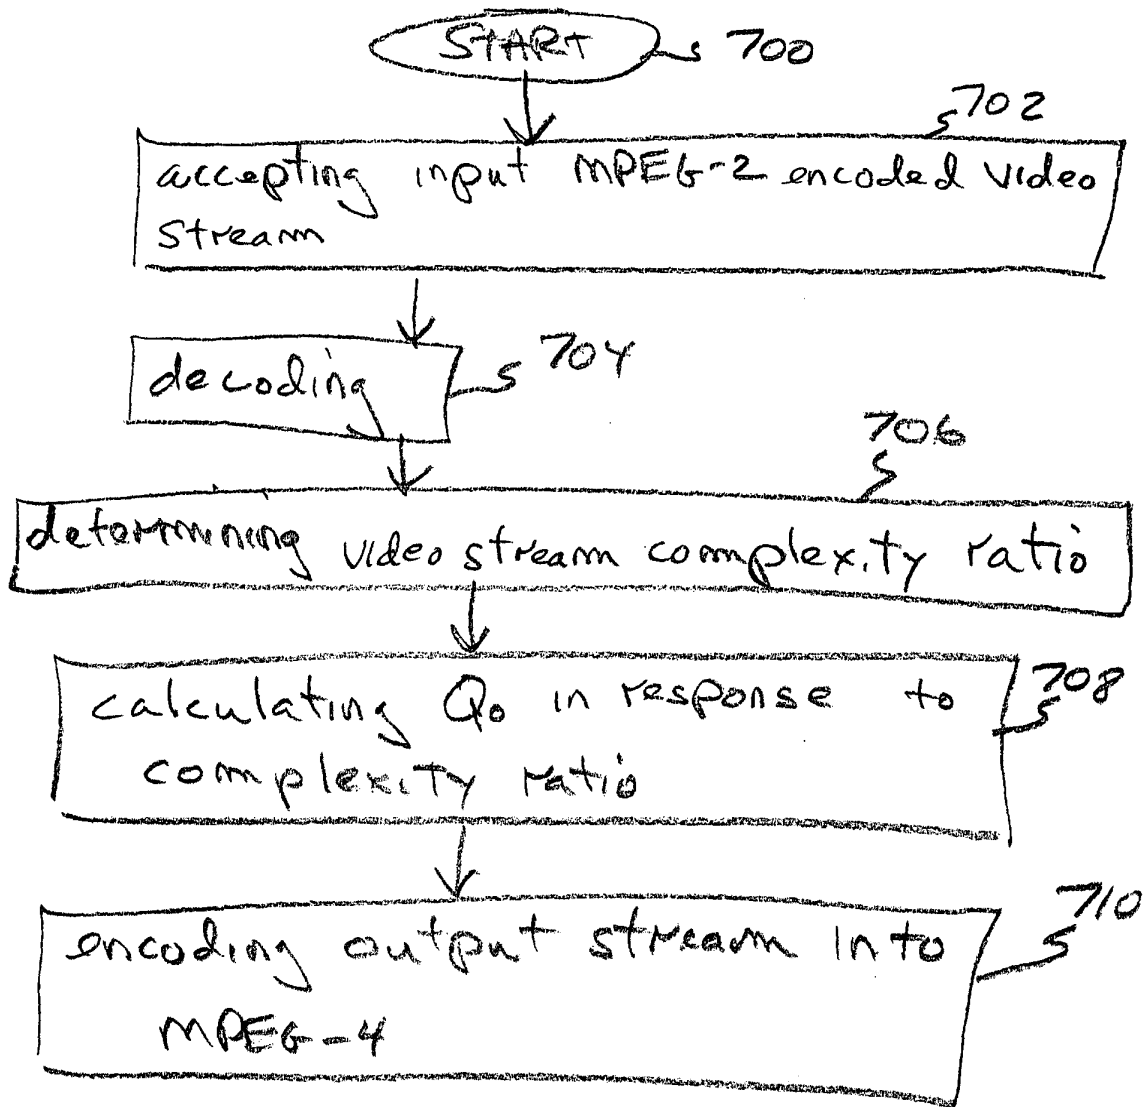 START 700
702
accepting input MPEG-2 encoded video
stream
decoding 704
706
determining video stream complexity ratio
calculating Qo in response to 708
complexity ratio
encoding output stream into 710
MPEG-4